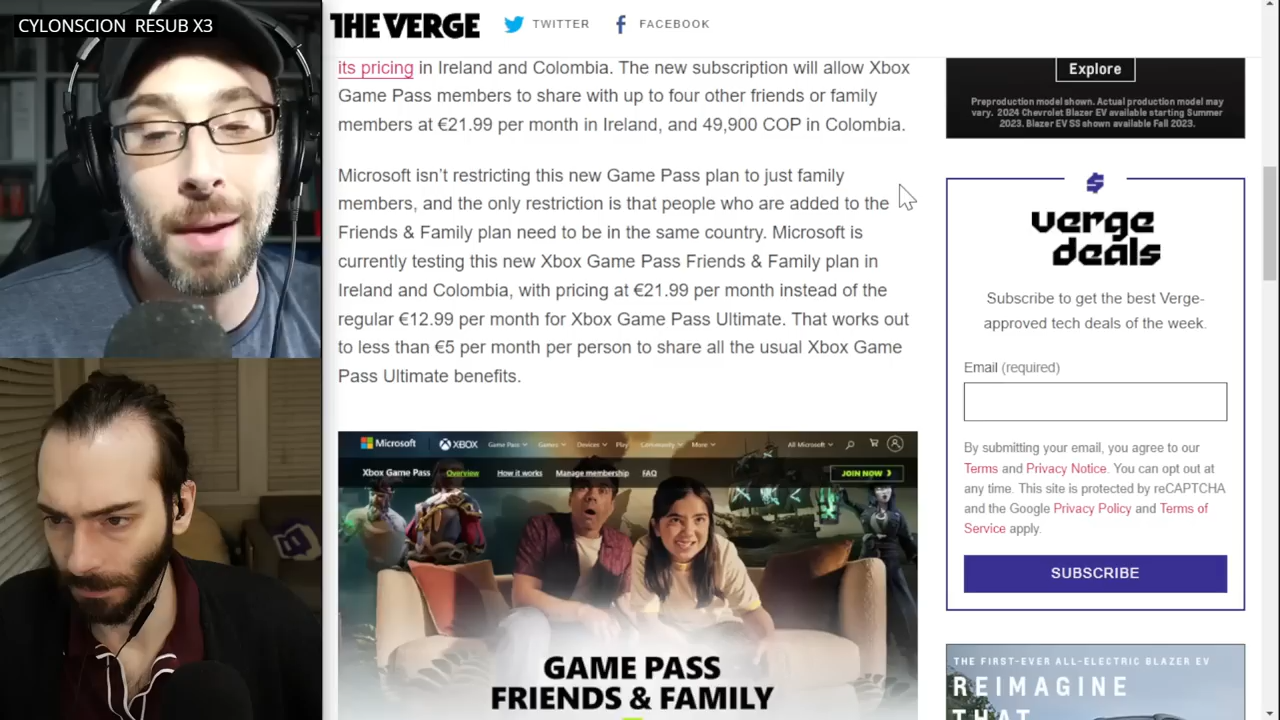 CYLONSCION RESUB X3
THE VERGE
TWITTER
FACEBOOK
its pricing in Ireland and Colombia. The new subscription will allow Xbox
Game Pass members to share with up to four other friends or family
members at €21.99 per month in Ireland, and 49,900 COP in Colombia.
Microsoft isn’t restricting this new Game Pass plan to just family
members, and the only restriction is that people who are added to the
Friends & Family plan need to be in the same country. Microsoft is
currently testing this new Xbox Game Pass Friends & Family plan in
Ireland and Colombia, with pricing at €21.99 per month instead of the
regular €12.99 per month for Xbox Game Pass Ultimate. That works out
to less than €5 per month per person to share all the usual Xbox Game
Pass Ultimate benefits.
Microsoft
XBOX
Game Pass
Games
Devices
Play
Community
More
All Microsoft
Xbox Game Pass
Overview
How it works
Manage membership
FAQ
JOIN NOW
GAME PASS
FRIENDS & FAMILY
Explore
Preproduction model shown. Actual production model may
vary. 2024 Chevrolet Blazer EV available starting Summer
2023. Blazer EV SS shown available Fall 2023.
verge
deals
Subscribe to get the best Verge-
approved tech deals of the week.
Email (required)
By submitting your email, you agree to our
Terms and Privacy Notice. You can opt out at
any time. This site is protected by reCAPTCHA
and the Google Privacy Policy and Terms of
Service apply.
SUBSCRIBE
THE FIRST-EVER ALL-ELECTRIC BLAZER EV
REIMAGINE
THAT